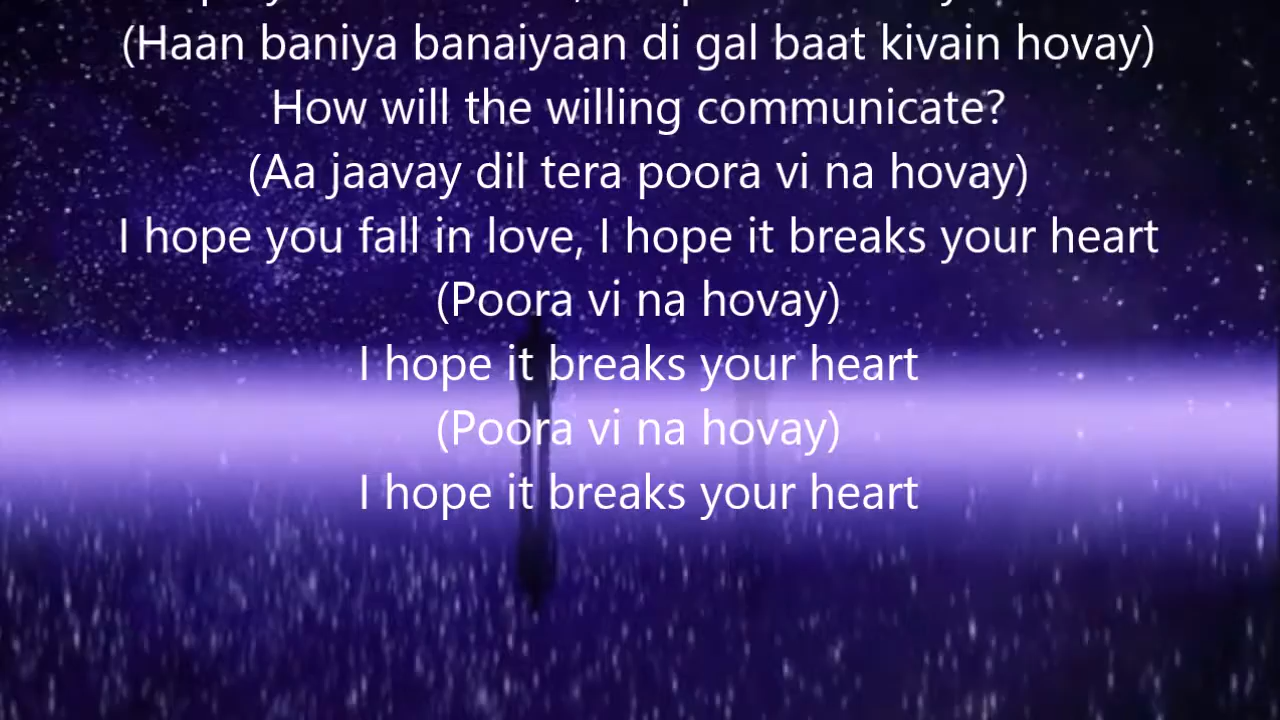 (Haan baniya banaiyaan di gal baat kivain hovay)
How will the willing communicate?
(Aa jaavay dil tera poora vi na hovay)
I hope you fall in love, I hope it breaks your heart
(Poora vi na hovay)
I hope it breaks your heart
(Poora vi na hovay)
I hope it breaks your heart